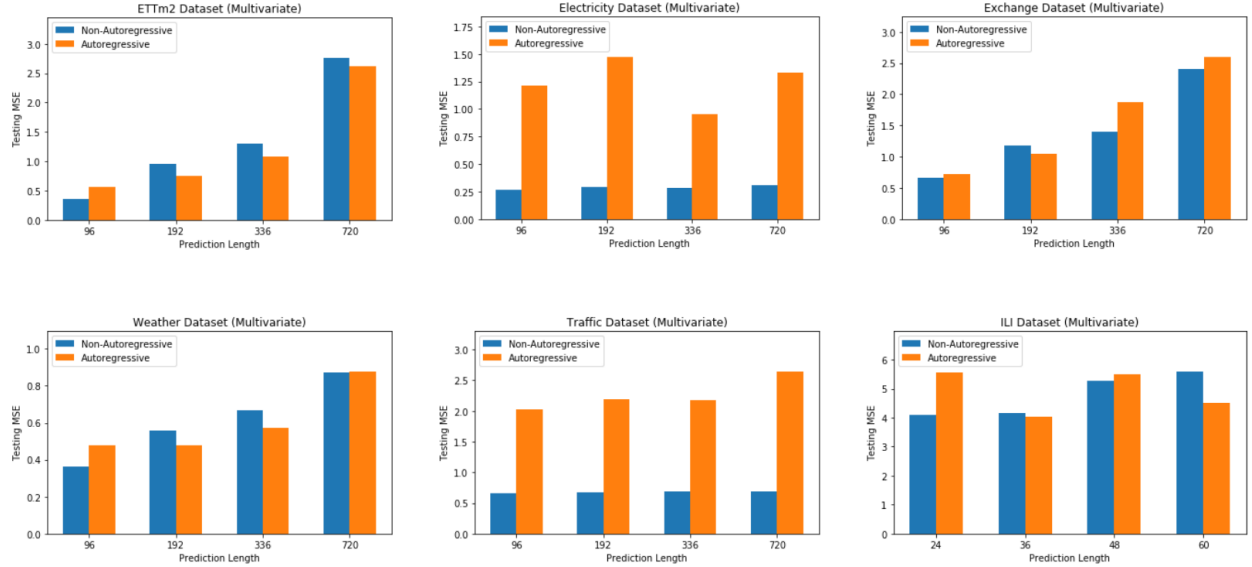 ETTm2 Dataset (Multivariate)
Non-Autoregressive
Autoregressive
Testing MSE
3.0
2.5
2.0
1.5
1.0
0.5
0.0
96 192 336 720
Prediction Length
Electricity Dataset (Multivariate)
Non-Autoregressive
Autoregressive
Testing MSE
1.75
1.50
1.25
1.00
0.75
0.50
0.25
0.00
96 192 336 720
Prediction Length
Exchange Dataset (Multivariate)
Non-Autoregressive
Autoregressive
Testing MSE
3.0
2.5
2.0
1.5
1.0
0.5
0.0
96 192 336 720
Prediction Length
Weather Dataset (Multivariate)
Non-Autoregressive
Autoregressive
Testing MSE
1.0
0.8
0.6
0.4
0.2
0.0
96 192 336 720
Prediction Length
Traffic Dataset (Multivariate)
Non-Autoregressive
Autoregressive
Testing MSE
3.0
2.5
2.0
1.5
1.0
0.5
0.0
96 192 336 720
Prediction Length
ILI Dataset (Multivariate)
Non-Autoregressive
Autoregressive
Testing MSE
6
5
4
3
2
1
0
24 36 48 60
Prediction Length